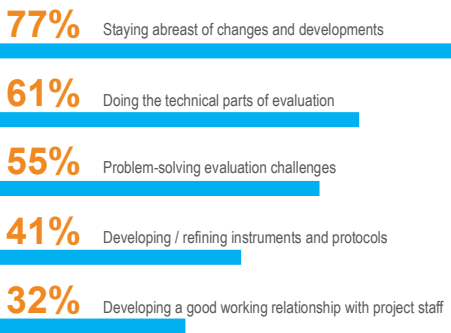 77% Staying abreast of changes and developments
61% Doing the technical parts of evaluation
55% Problem-solving evaluation challenges
41% Developing / refining instruments and protocols
32% Developing a good working relationship with project staff